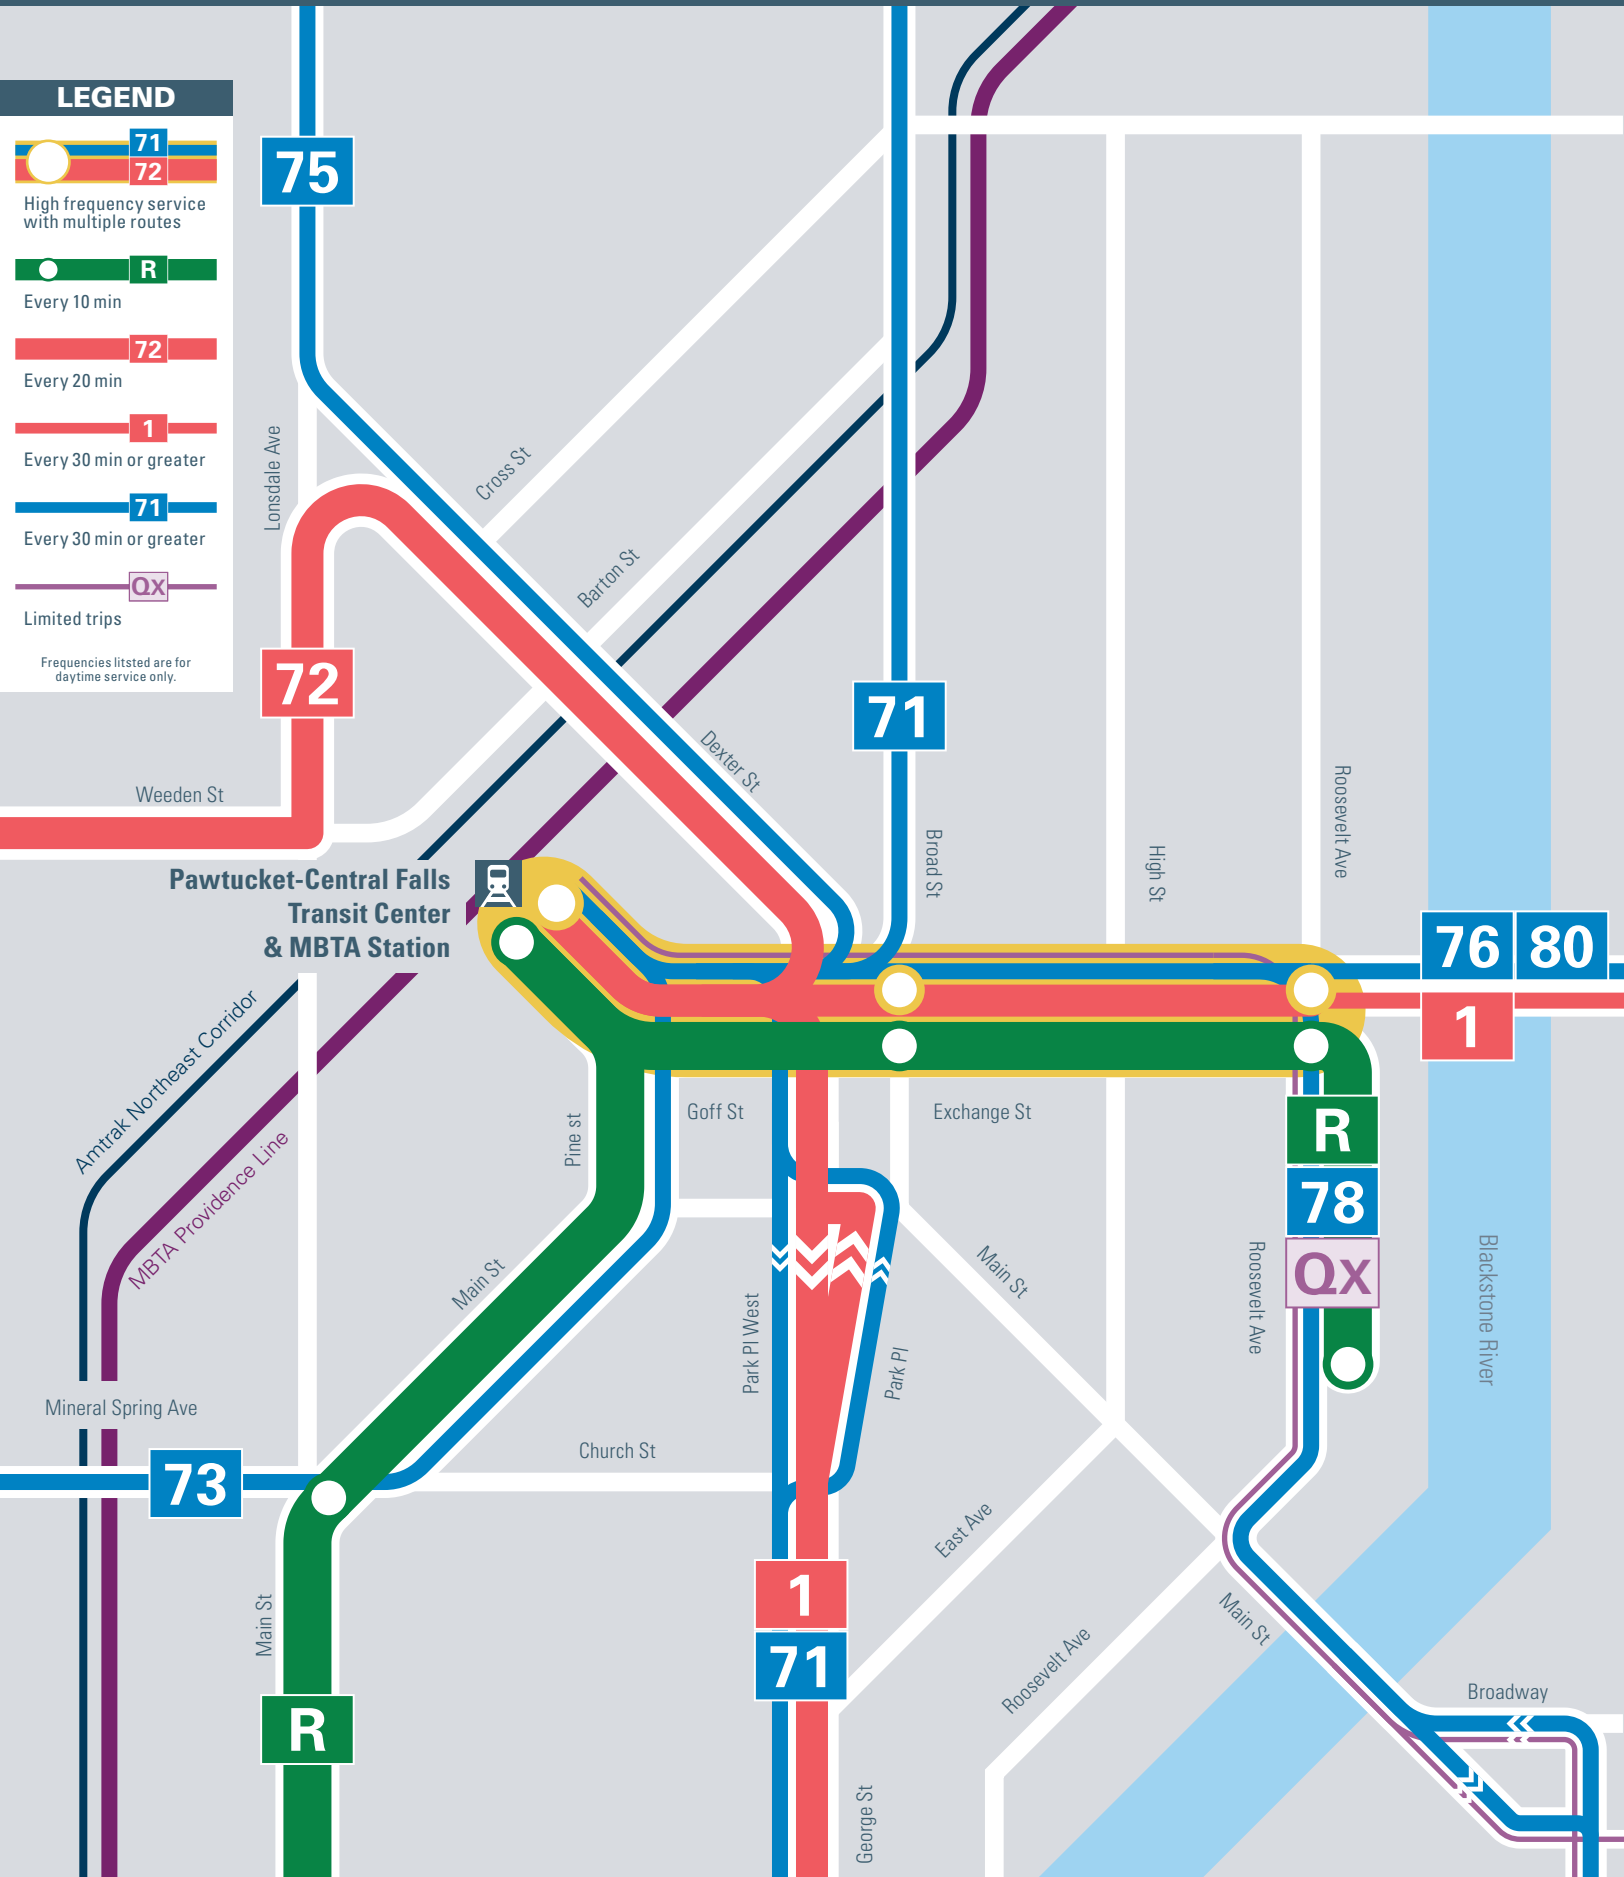 LEGEND
71
72
High frequency service
with multiple routes
R
Every 10 min
72
Every 20 min
1
Every 30 min or greater
71
Every 30 min or greater
QX
Limited trips
Frequencies litsted are for
daytime service only.
75
Lonsdale Ave
Cross St
Barton St
72
71
Dexter St
Weeden St
Broad St
High St
Roosevelt Ave
Pawtucket-Central Falls
Transit Center
& MBTA Station
76 80
1
Amtrak Northeast Corridor
MBTA Providence Line
Pine st
Goff St
Exchange St
R
78
QX
Main St
Main St
Park Pl West
Park Pl
Roosevelt Ave
Blackstone River
Mineral Spring Ave
73
Church St
East Ave
Main St
1
71
Main St
Roosevelt Ave
Broadway
R
George St